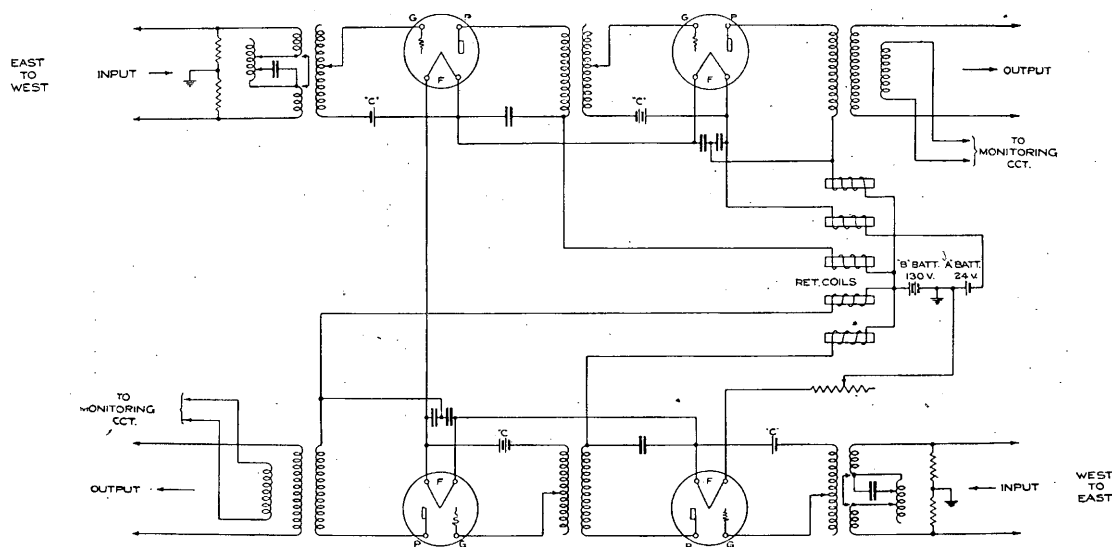 EAST
TO
WEST
INPUT
G
P
F
"C"
G
P
F
"C"
OUTPUT
TO
MONITORING
CCT.
"B" BATT.
130 V.
"A" BATT.
24 V.
RET. COILS
TO
MONITORING
CCT.
OUTPUT
"C
F
P
G
"C"
F
P
G
INPUT
WEST
TO
EAST